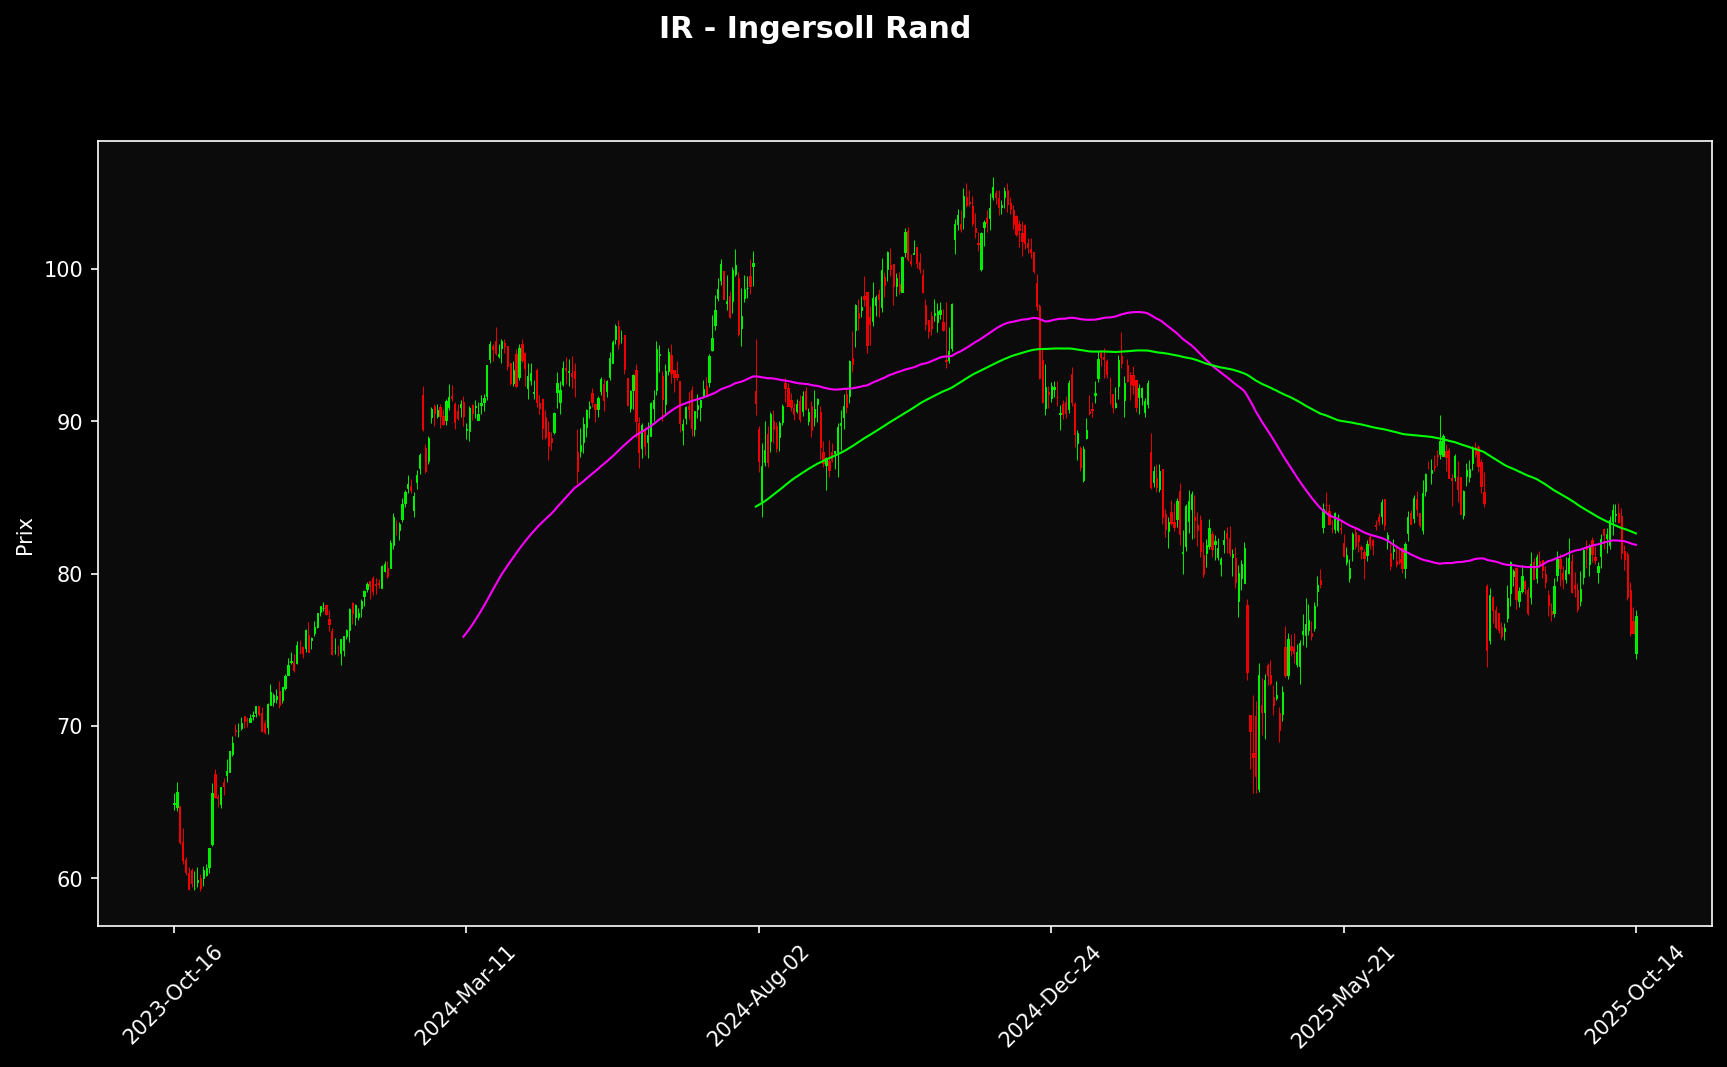 IR - Ingersoll Rand
Prix
100
90
80
70
60
2023-Oct-16
2024-Mar-11
2024-Aug-02
2024-Dec-24
2025-May-21
2025-Oct-14